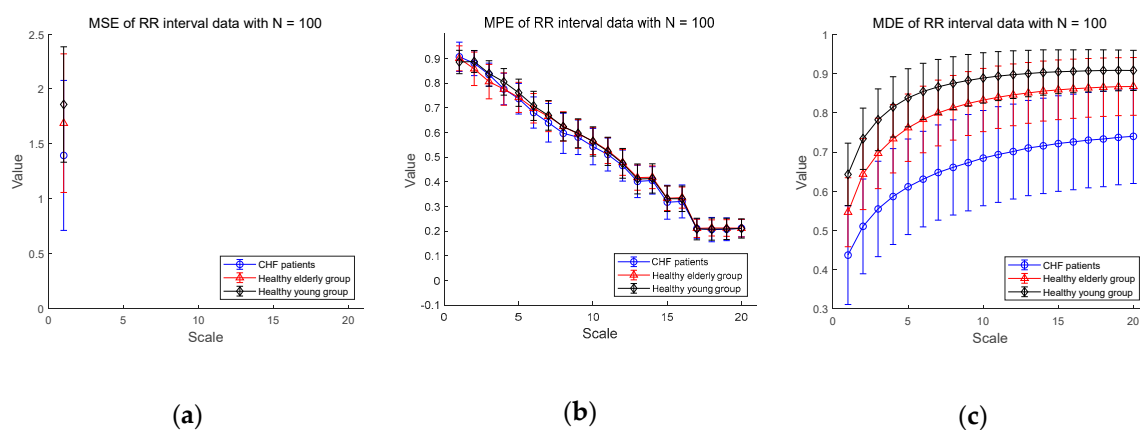 MSE of RR interval data with N = 100
2.5
2
1.5
1
0.5
0
Value
0 5 10 15 20
Scale
CHF patients
Healthy elderly group
Healthy young group
(a)
MPE of RR interval data with N = 100
0.9
0.8
0.7
0.6
0.5
0.4
0.3
0.2
0
-0.1
Value
0 5 10 15 20
Scale
CHF patients
Healthy elderly group
Healthy young group
(b)
MDE of RR interval data with N = 100
1
0.9
0.8
0.7
0.6
0.5
0.4
0.3
Value
0 5 10 15 20
Scale
CHF patients
Healthy elderly group
Healthy young group
(c)